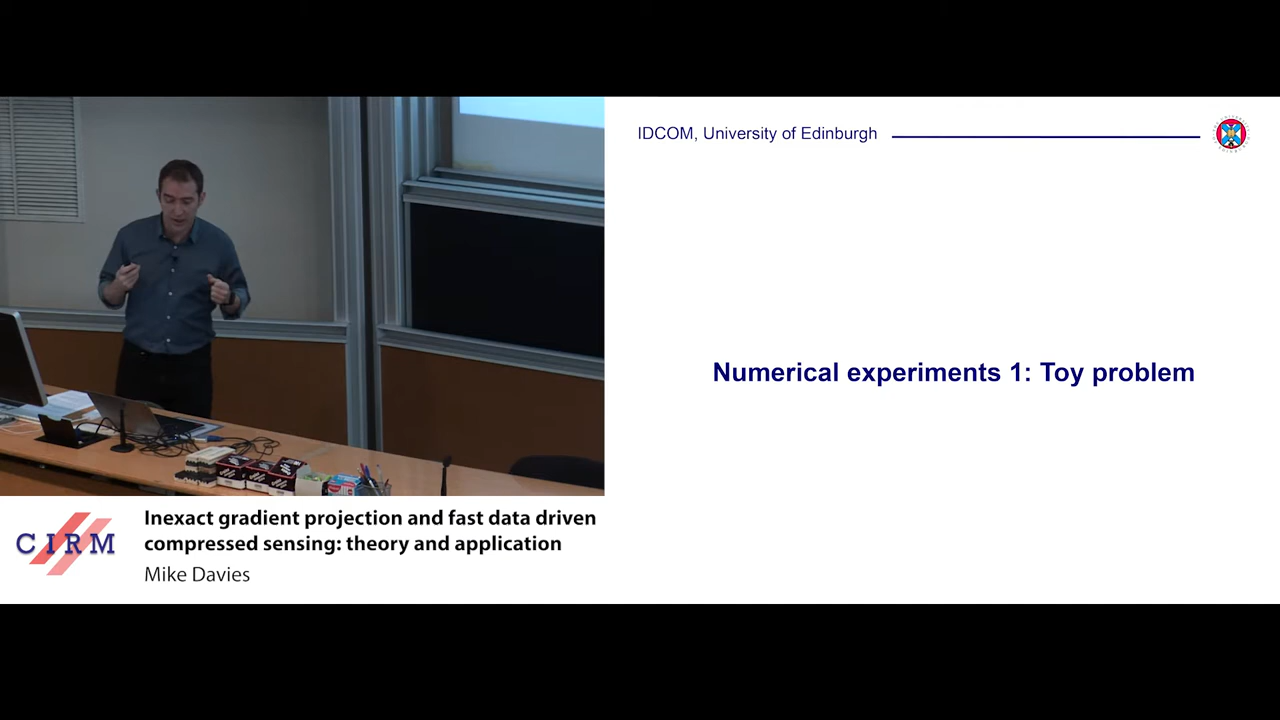 IDCOM, University of Edinburgh
Numerical experiments 1: Toy problem
CIRM
Inexact gradient projection and fast data driven
compressed sensing: theory and application
Mike Davies